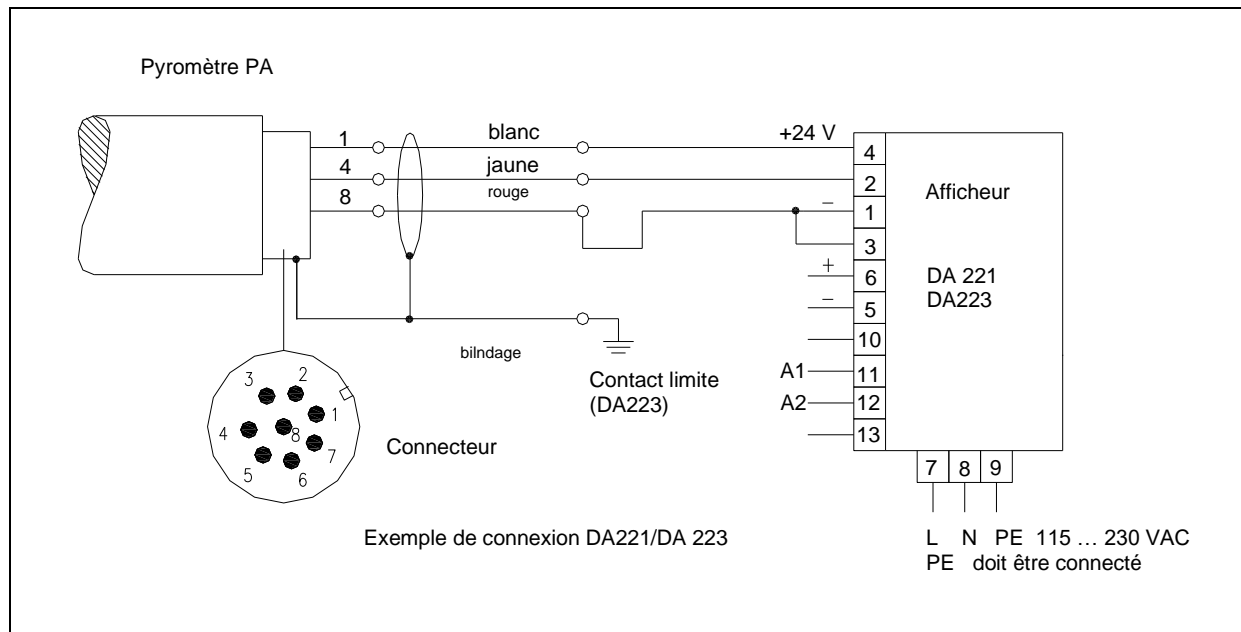 Pyromètre PA
1 blanc +24 V 4
4 jaune 2
8 rouge – 1
3
+ 6
– 5
10
A1 11
A2 12
13
Afficheur
DA 221
DA223
bilndage
Contact limite
(DA223)
3 2
1
4 8
7
5 6
Connecteur
7 8 9
L N PE 115 ... 230 VAC
PE doit être connecté
Exemple de connexion DA221/DA 223